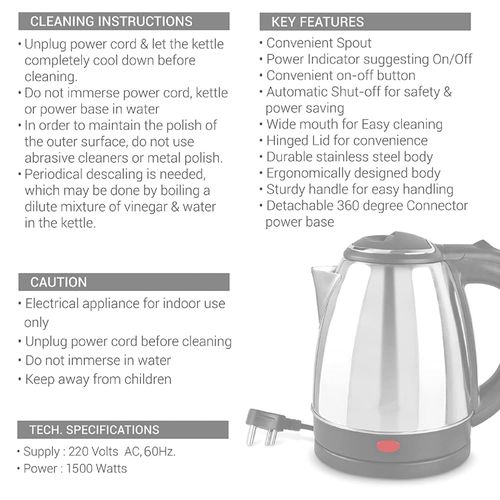 CLEANING INSTRUCTIONS
• Unplug power cord & let the kettle
completely cool down before
cleaning.
• Do not immerse power cord, kettle
or power base in water
• In order to maintain the polish of
the outer surface, do not use
abrasive cleaners or metal polish.
• Periodical descaling is needed,
which may be done by boiling a
dilute mixture of vinegar & water
in the kettle.
CAUTION
• Electrical appliance for indoor use
only
• Unplug power cord before cleaning
• Do not immerse in water
• Keep away from children
TECH. SPECIFICATIONS
• Supply : 220 Volts AC, 60Hz.
• Power : 1500 Watts
KEY FEATURES
• Convenient Spout
• Power Indicator suggesting On/Off
• Convenient on-off button
• Automatic Shut-off for safety &
power saving
• Wide mouth for Easy cleaning
• Hinged Lid for convenience
• Durable stainless steel body
• Ergonomically designed body
• Sturdy handle for easy handling
• Detachable 360 degree Connector
power base